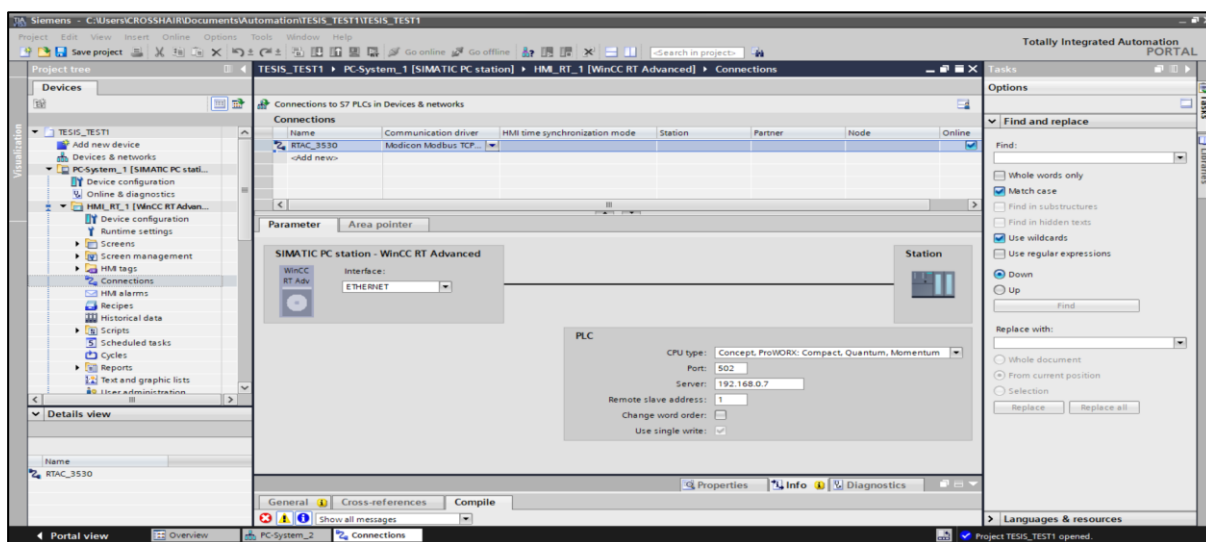 Siemens - C:\Users\CROSSHAIR\Documents\Automation\TESIS_TEST1\TESIS_TEST1
Project Edit View Insert Online Options Tools Window Help
Save project Go online Go offline <Search in project>
Totally Integrated Automation
PORTAL
Project tree
Devices
Visualization
TESIS_TEST1
Add new device
Devices & networks
PC-System_1 [SIMATIC PC stati...
Device configuration
Online & diagnostics
HMI_RT_1 [WinCC RT Advan...
Device configuration
Runtime settings
Screens
Screen management
HMI tags
Connections
HMI alarms
Recipes
Historical data
Scripts
Scheduled tasks
Cycles
Reports
Text and graphic lists
User administration
Details view
Name
RTAC_3530
TESIS_TEST1 PC-System_1 [SIMATIC PC station] HMI_RT_1 [WinCC RT Advanced] Connections
Connections to S7 PLCs in Devices & networks
Connections
Name Communication driver HMI time synchronization mode Station Partner Node Online
RTAC_3530 Modicon Modbus TCP...
<Add new>
Parameter Area pointer
SIMATIC PC station - WinCC RT Advanced
Station
WinCC
RT Adv
Interface:
ETHERNET
PLC
CPU type: Concept, ProWORX: Compact, Quantum, Momentum
Port: 502
Server: 192.168.0.7
Remote slave address: 1
Change word order:
Use single write:
Properties Info Diagnostics
General Cross-references Compile
Show all messages
Tasks
Options
Find and replace
Find:
Whole words only
Match case
Find in substructures
Find in hidden texts
Use wildcards
Use regular expressions
Down
Up
Find
Replace with:
Whole document
From current position
Selection
Replace Replace all
Languages & resources
Tasks
Libraries
Portal view Overview PC-System_2 Connections Project TESIS_TEST1 opened.